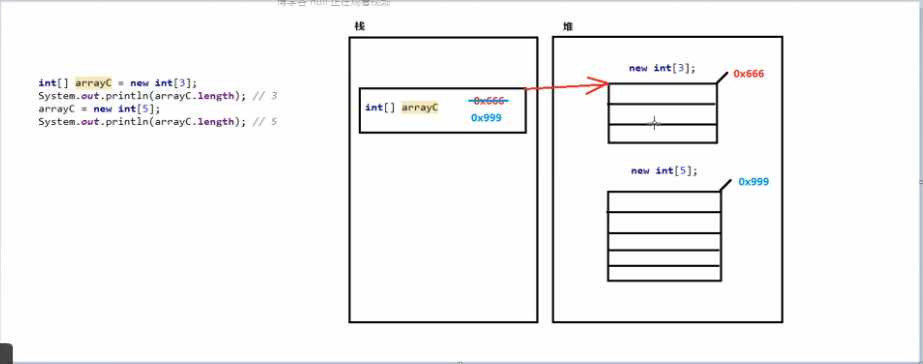 int[] arrayC = new int[3];
System.out.println(arrayC.length); // 3
arrayC = new int[5];
System.out.println(arrayC.length); // 5
栈
int[] arrayC
0x666
0x999
堆
new int[3];
0x666
new int[5];
0x999